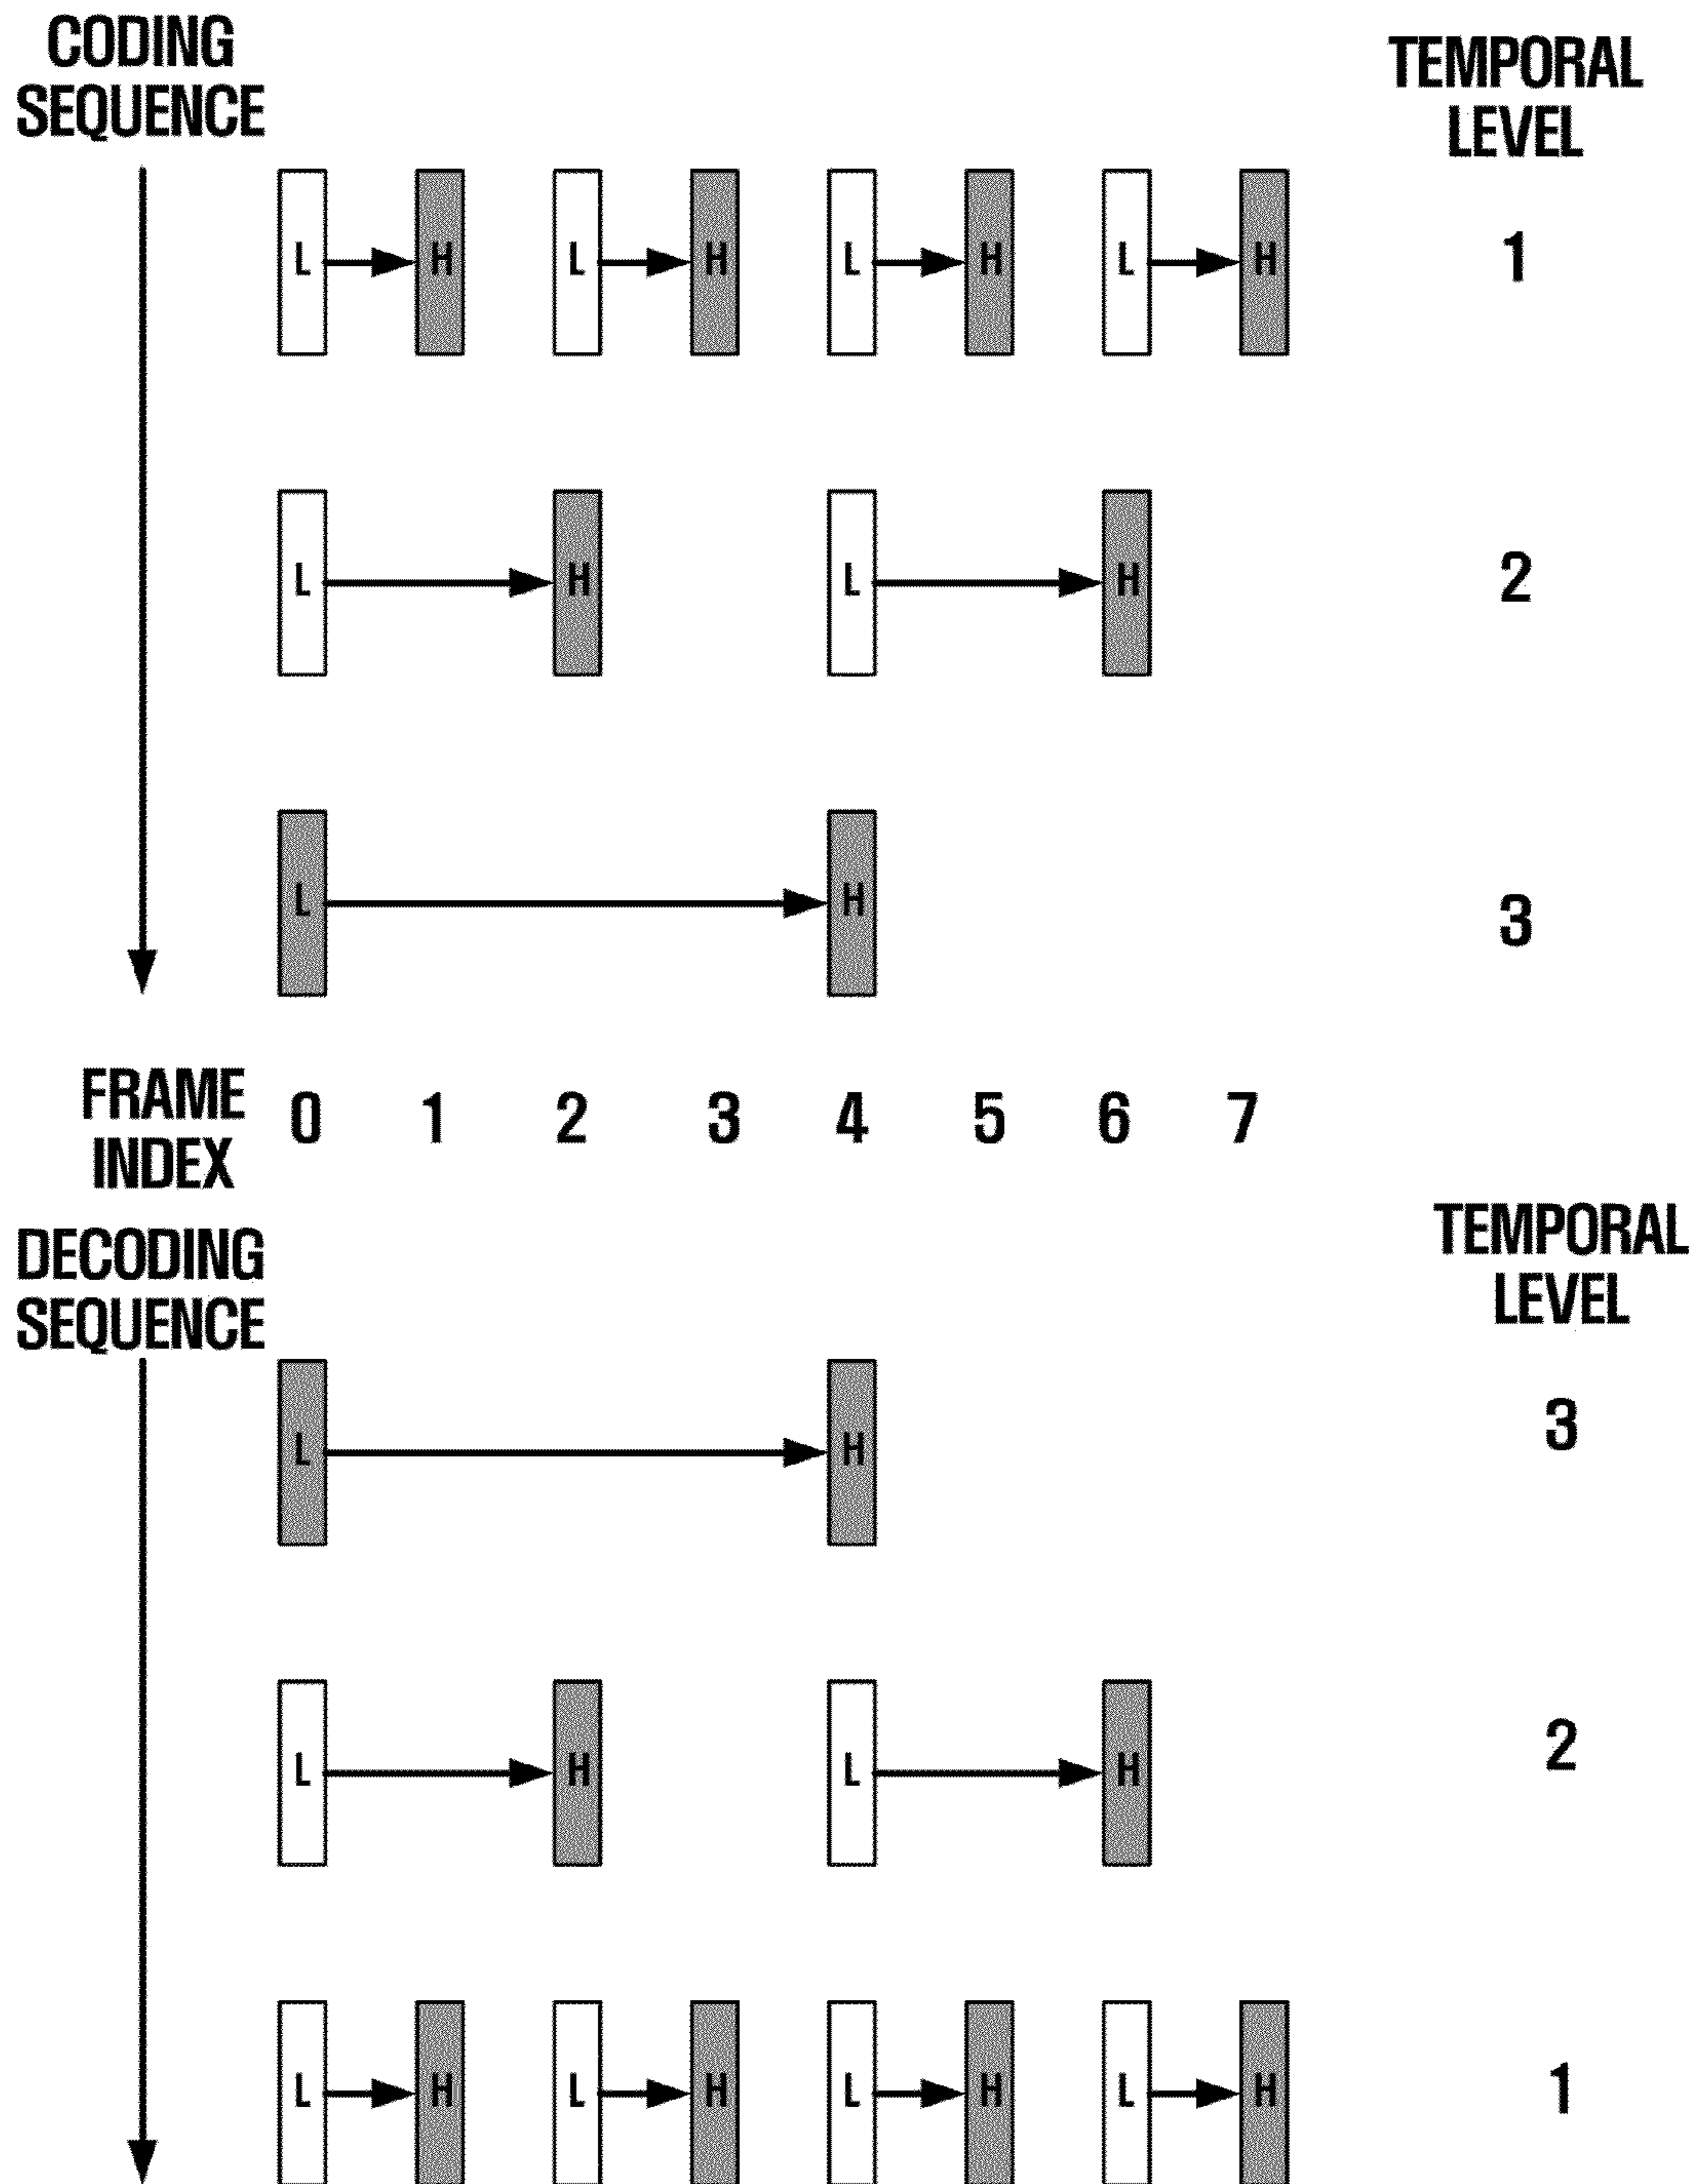 CODING
SEQUENCE
TEMPORAL
LEVEL
L H L H L H L H 1
L H L H 2
L H 3
FRAME
INDEX
0 1 2 3 4 5 6 7
DECODING
SEQUENCE
TEMPORAL
LEVEL
L H 3
L H L H 2
L H L H L H L H 1